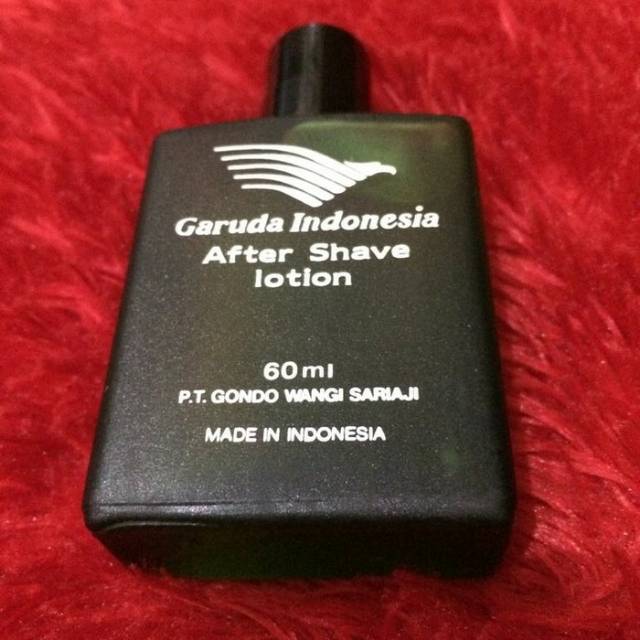 Garuda Indonesia
After Shave
lotion
60ml
P.T. GONDO WANGI SARIAJI
MADE IN INDONESIA